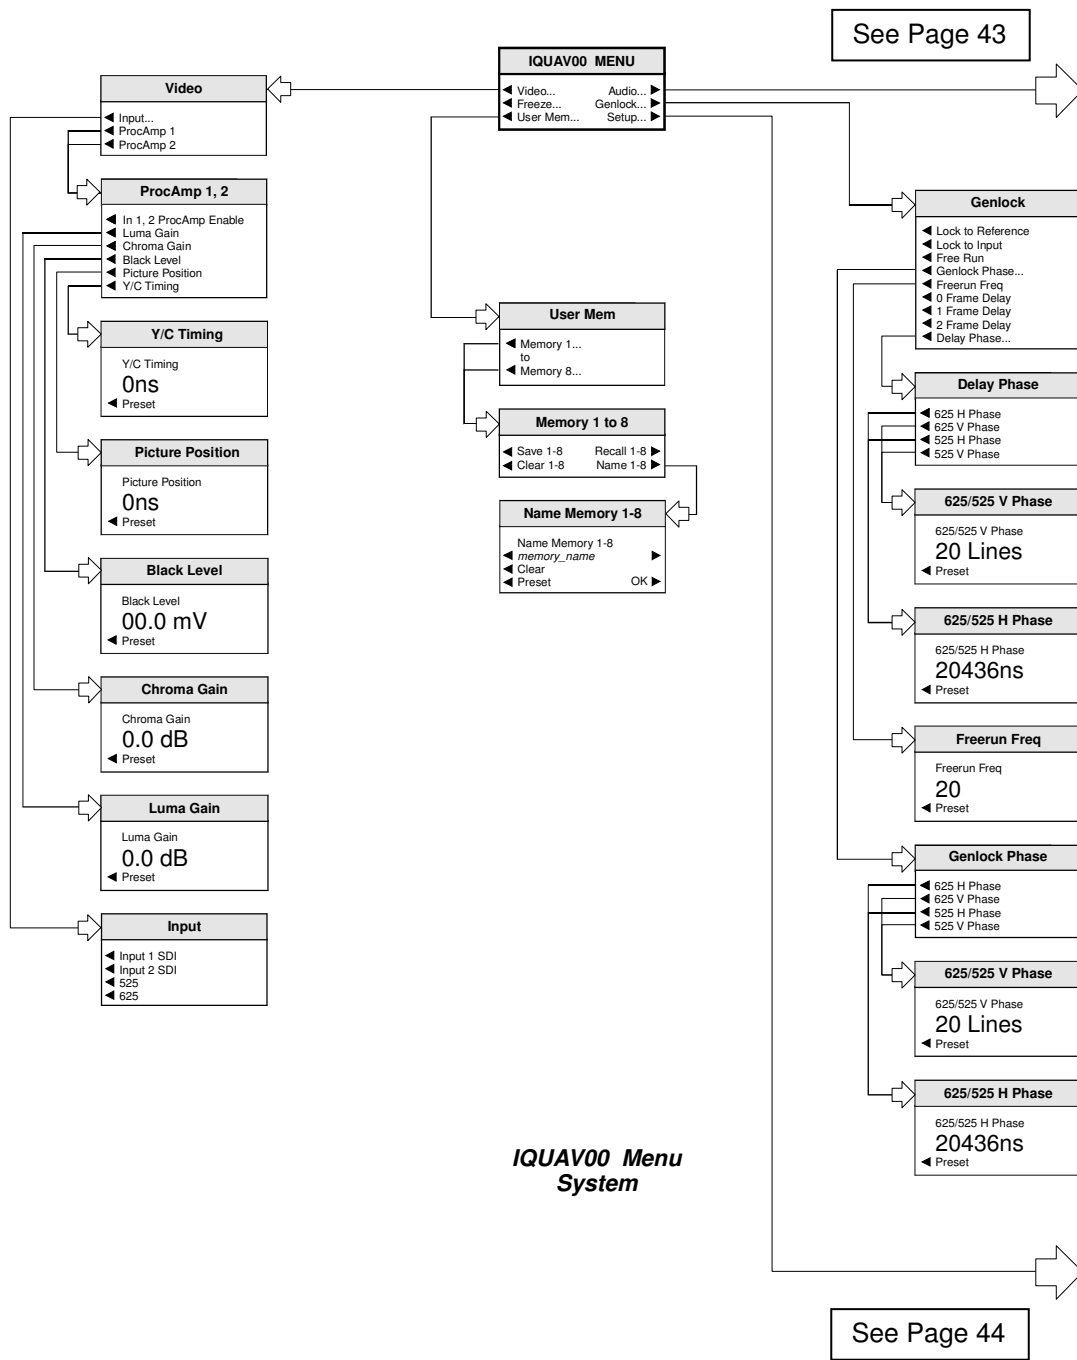 See Page 43
IQUAV00 MENU
Video... Audio...
Freeze... Genlock...
User Mem... Setup...
Video
Input...
ProcAmp 1
ProcAmp 2
ProcAmp 1, 2
In 1, 2 ProcAmp Enable
Luma Gain
Chroma Gain
Black Level
Picture Position
Y/C Timing
Y/C Timing
Y/C Timing
0ns
Preset
Picture Position
Picture Position
0ns
Preset
Black Level
Black Level
00.0 mV
Preset
Chroma Gain
Chroma Gain
0.0 dB
Preset
Luma Gain
Luma Gain
0.0 dB
Preset
Input
Input 1 SDI
Input 2 SDI
525
625
User Mem
Memory 1...
to
Memory 8...
Memory 1 to 8
Save 1-8 Recall 1-8
Clear 1-8 Name 1-8
Name Memory 1-8
Name Memory 1-8
memory_name
Clear
Preset OK
Genlock
Lock to Reference
Lock to Input
Free Run
Genlock Phase...
Freerun Freq
0 Frame Delay
1 Frame Delay
2 Frame Delay
Delay Phase...
Delay Phase
625 H Phase
625 V Phase
525 H Phase
525 V Phase
625/525 V Phase
625/525 V Phase
20 Lines
Preset
625/525 H Phase
625/525 H Phase
20436ns
Preset
Freerun Freq
Freerun Freq
20
Preset
Genlock Phase
625 H Phase
625 V Phase
525 H Phase
525 V Phase
625/525 V Phase
625/525 V Phase
20 Lines
Preset
625/525 H Phase
625/525 H Phase
20436ns
Preset
IQUAV00 Menu
System
See Page 44